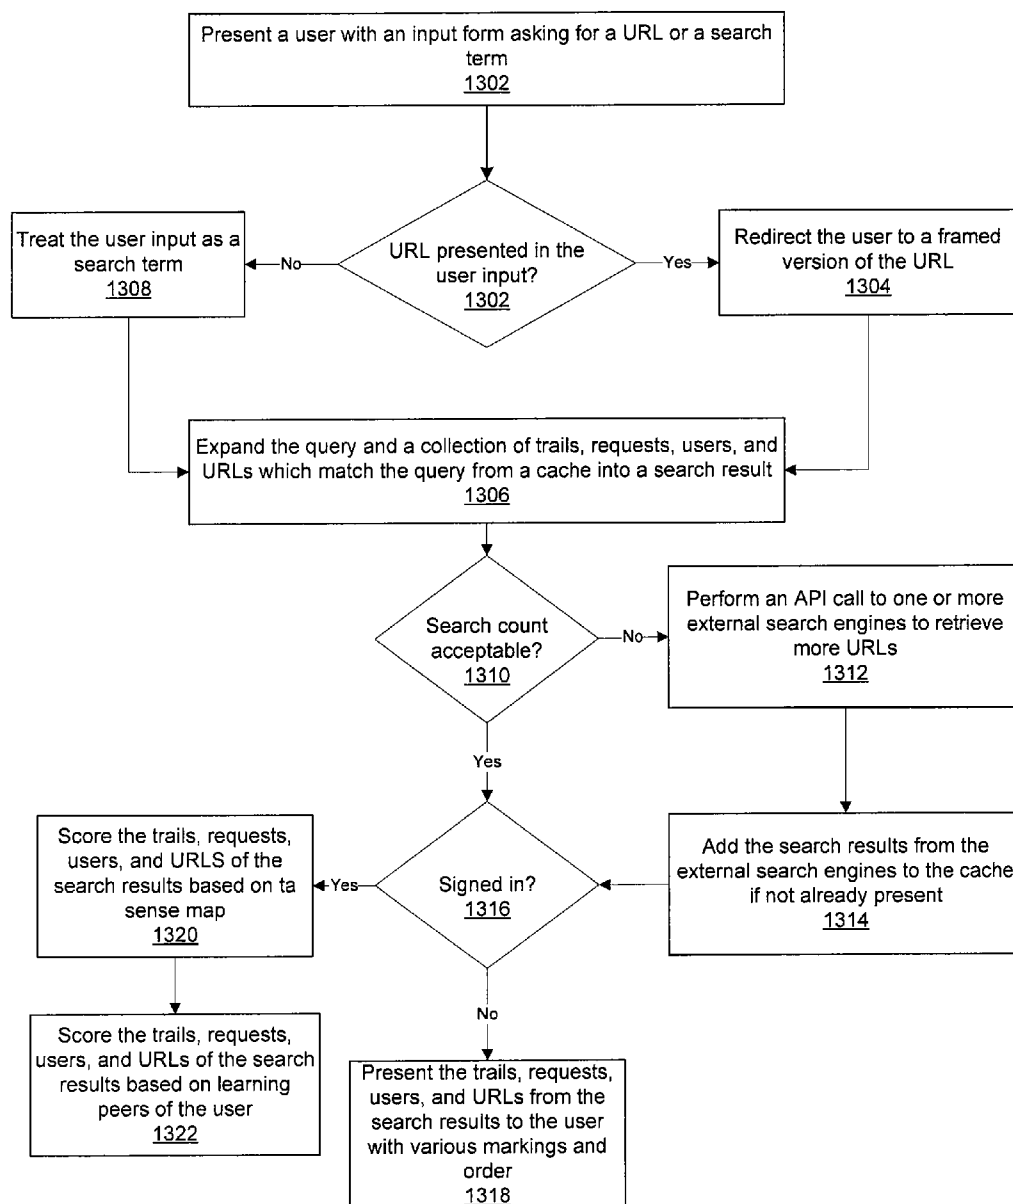 Present a user with an input form asking for a URL or a search
term
1302
URL presented in the
user input?
1302
No
Yes
Treat the user input as a
search term
1308
Redirect the user to a framed
version of the URL
1304
Expand the query and a collection of trails, requests, users, and
URLs which match the query from a cache into a search result
1306
Search count
acceptable?
1310
No
Perform an API call to one or more
external search engines to retrieve
more URLs
1312
Yes
Add the search results from the
external search engines to the cache
if not already present
1314
Signed in?
1316
Yes
Score the trails, requests,
users, and URLS of the
search results based on ta
sense map
1320
Score the trails, requests,
users, and URLs of the search
results based on learning
peers of the user
1322
No
Present the trails, requests,
users, and URLs from the
search results to the user
with various markings and
order
1318